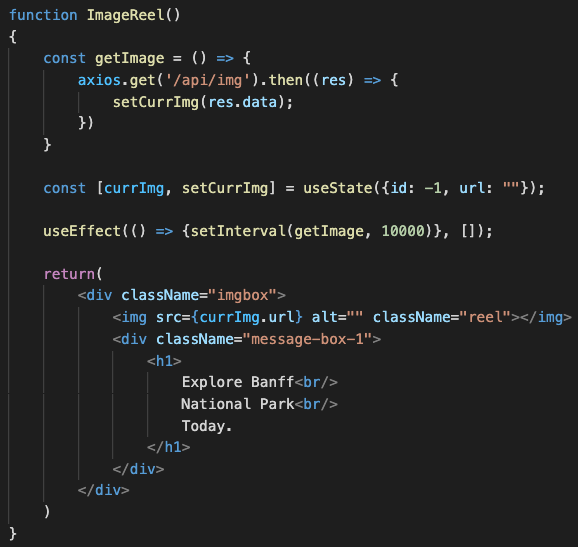 function ImageReel()
{
    const getImage = () => {
        axios.get('/api/img').then((res) => {
            setCurrImg(res.data);
        })
    }

    const [currImg, setCurrImg] = useState({id: -1, url: ""});

    useEffect(() => {setInterval(getImage, 10000)}, []);

    return(
        <div className="imgbox">
            <img src={currImg.url} alt="" className="reel"></img>
            <div className="message-box-1">
                <h1>
                    Explore Banff<br/>
                    National Park<br/>
                    Today.
                </h1>
            </div>
        </div>
    )
}